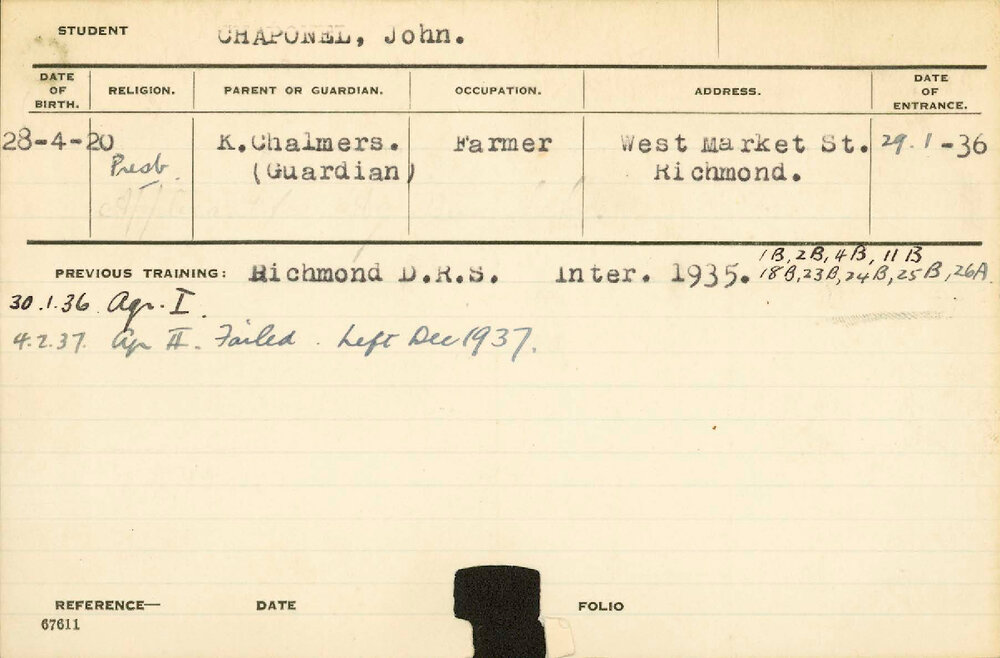 STUDENT CHAPONEL, John.
DATE OF BIRTH. RELIGION. PARENT OR GUARDIAN. OCCUPATION. ADDRESS. DATE OF ENTRANCE.
28-4-20 Presb. K.Chalmers. Farmer West Market St. 29.1-36
(Guardian) Richmond.
PREVIOUS TRAINING: Richmond D.R.S. Inter. 1935. 1B, 2B, 4B, 11B
18B, 23B, 24B, 25B, 26A
30.1.36 Agr. I.
4.2.37. Agr II. Failed. Left Dec 1937.
REFERENCE— DATE FOLIO
67611